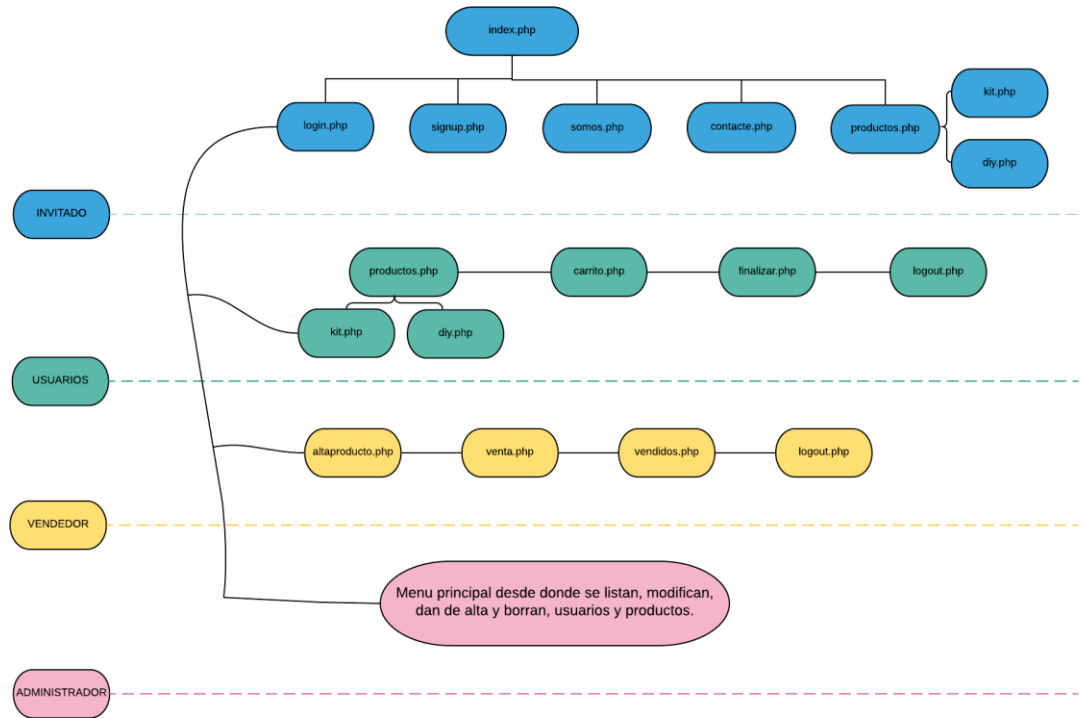 index.php
kit.php
login.php
signup.php
somos.php
contacte.php
productos.php
diy.php
INVITADO
productos.php
carrito.php
finalizar.php
logout.php
kit.php
diy.php
USUARIOS
altaproducto.php
venta.php
vendidos.php
logout.php
VENDEDOR
Menu principal desde donde se listan, modifican,
dan de alta y borran, usuarios y productos.
ADMINISTRADOR